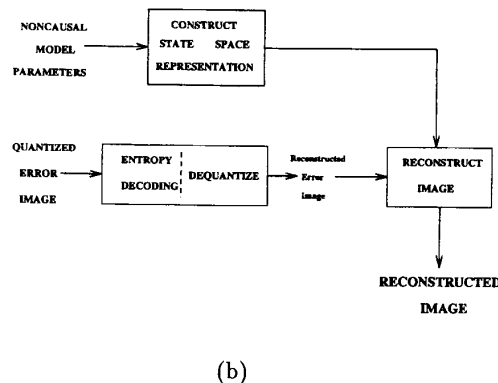 NONCAUSAL
MODEL
PARAMETERS
CONSTRUCT
STATE SPACE
REPRESENTATION
QUANTIZED
ERROR
IMAGE
ENTROPY
DECODING
DEQUANTIZE
Reconstructed
Error
Image
RECONSTRUCT
IMAGE
RECONSTRUCTED
IMAGE
(b)